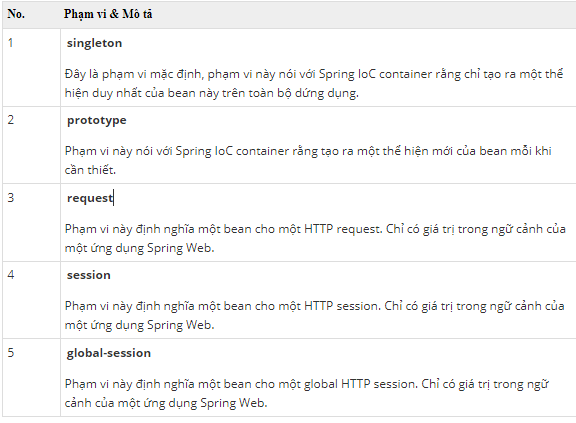 No. Phạm vi & Mô tă
1 singleton
Đây là phạm vi mặc định, phạm vi này nói với Spring IoC container rằng chỉ tạo ra một thể
hiện duy nhất của bean này trên toàn bộ dứng dụng.
2 prototype
Phạm vi này nói với Spring IoC container rằng tạo ra một thể hiện mới của bean mỗi khi
cần thiết.
3 request
Phạm vi này định nghĩa một bean cho một HTTP request. Chỉ có giá trị trong ngữ cảnh của
một ứng dụng Spring Web.
4 session
Phạm vi này định nghĩa một bean cho một HTTP session. Chỉ có giá trị trong ngữ cảnh của
một ứng dụng Spring Web.
5 global-session
Phạm vi này định nghĩa một bean cho một global HTTP session. Chỉ có giá trị trong ngữ
cảnh của một ứng dụng Spring Web.